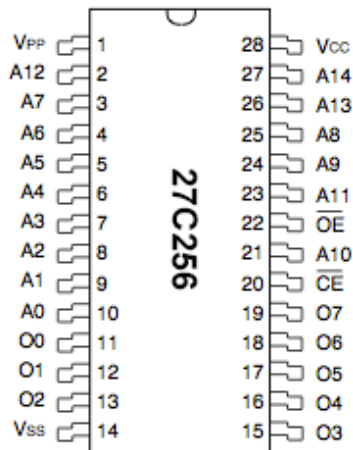 VPP 1 28 VCC
A12 2 27 A14
A7 3 26 A13
A6 4 25 A8
A5 5 24 A9
A4 6 23 A11
A3 7 22 O̅E̅
A2 8 21 A10
A1 9 20 C̅E̅
A0 10 19 O7
O0 11 18 O6
O1 12 17 O5
O2 13 16 O4
VSS 14 15 O3
27C256